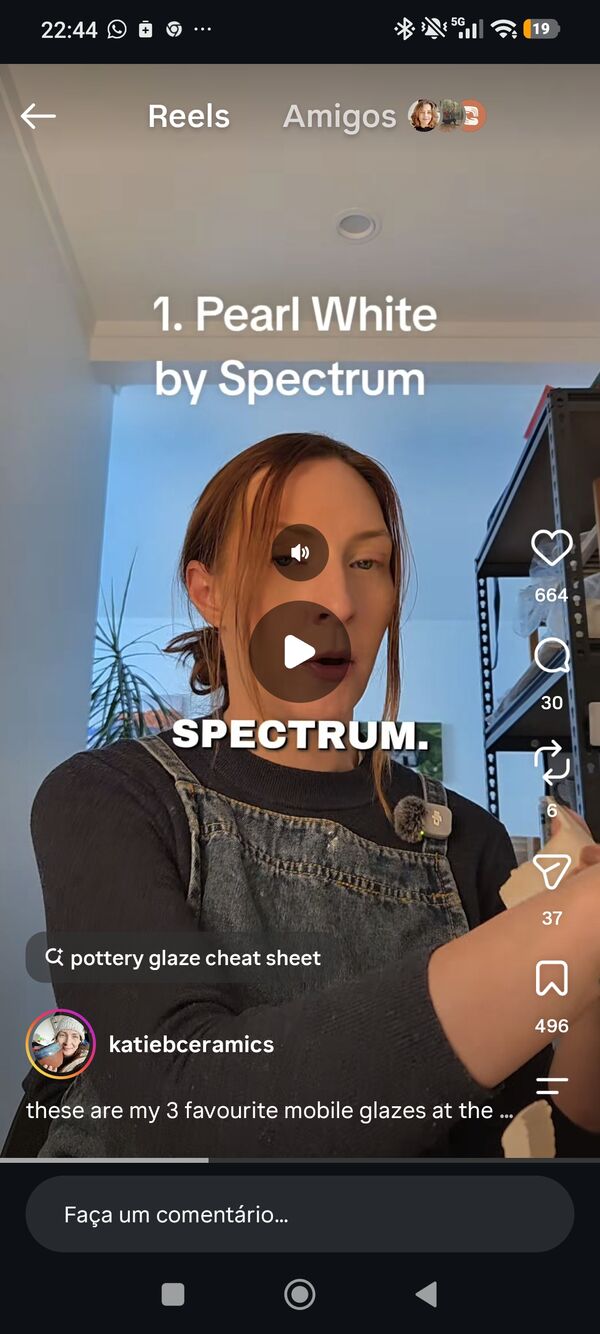 22:44
5G
19
Reels
Amigos
1. Pearl White
by Spectrum
664
SPECTRUM.
30
6
37
pottery glaze cheat sheet
496
katiebceramics
these are my 3 favourite mobile glazes at the ...
Faça um comentário...